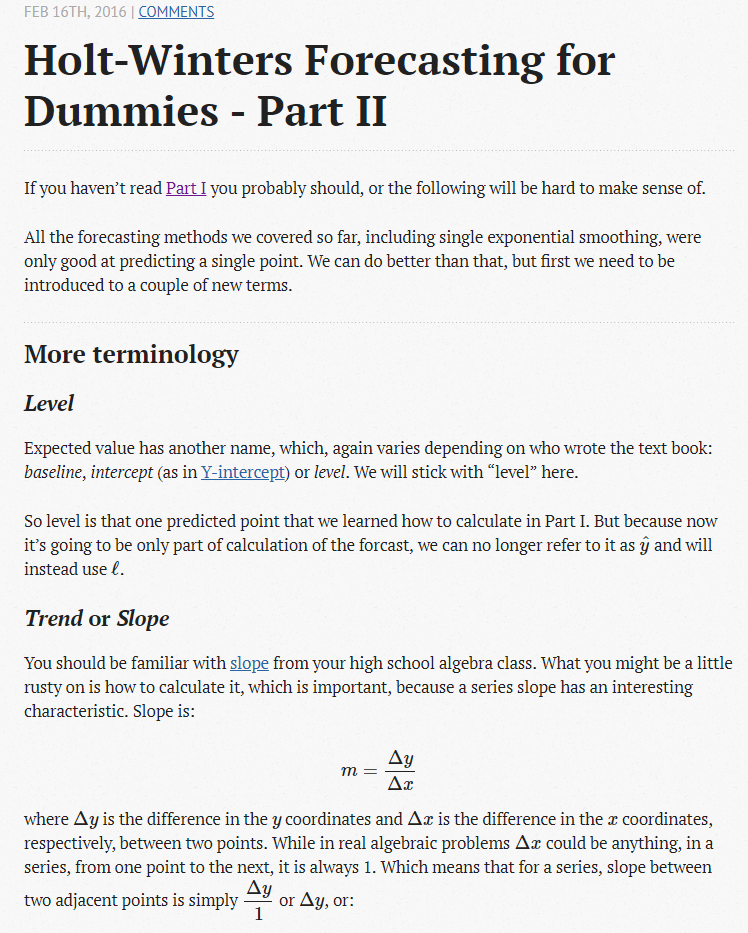 FEB 16TH, 2016 | COMMENTS
Holt-Winters Forecasting for
Dummies - Part II
If you haven’t read Part I you probably should, or the following will be hard to make sense of.
All the forecasting methods we covered so far, including single exponential smoothing, were
only good at predicting a single point. We can do better than that, but first we need to be
introduced to a couple of new terms.
More terminology
Level
Expected value has another name, which, again varies depending on who wrote the text book:
baseline, intercept (as in Y-intercept) or level. We will stick with “level” here.
So level is that one predicted point that we learned how to calculate in Part I. But because now
it’s going to be only part of calculation of the forcast, we can no longer refer to it as ŷ and will
instead use ℓ.
Trend or Slope
You should be familiar with slope from your high school algebra class. What you might be a little
rusty on is how to calculate it, which is important, because a series slope has an interesting
characteristic. Slope is:
m = Δy/Δx
where Δy is the difference in the y coordinates and Δx is the difference in the x coordinates,
respectively, between two points. While in real algebraic problems Δx could be anything, in a
series, from one point to the next, it is always 1. Which means that for a series, slope between
two adjacent points is simply Δy/1 or Δy, or: